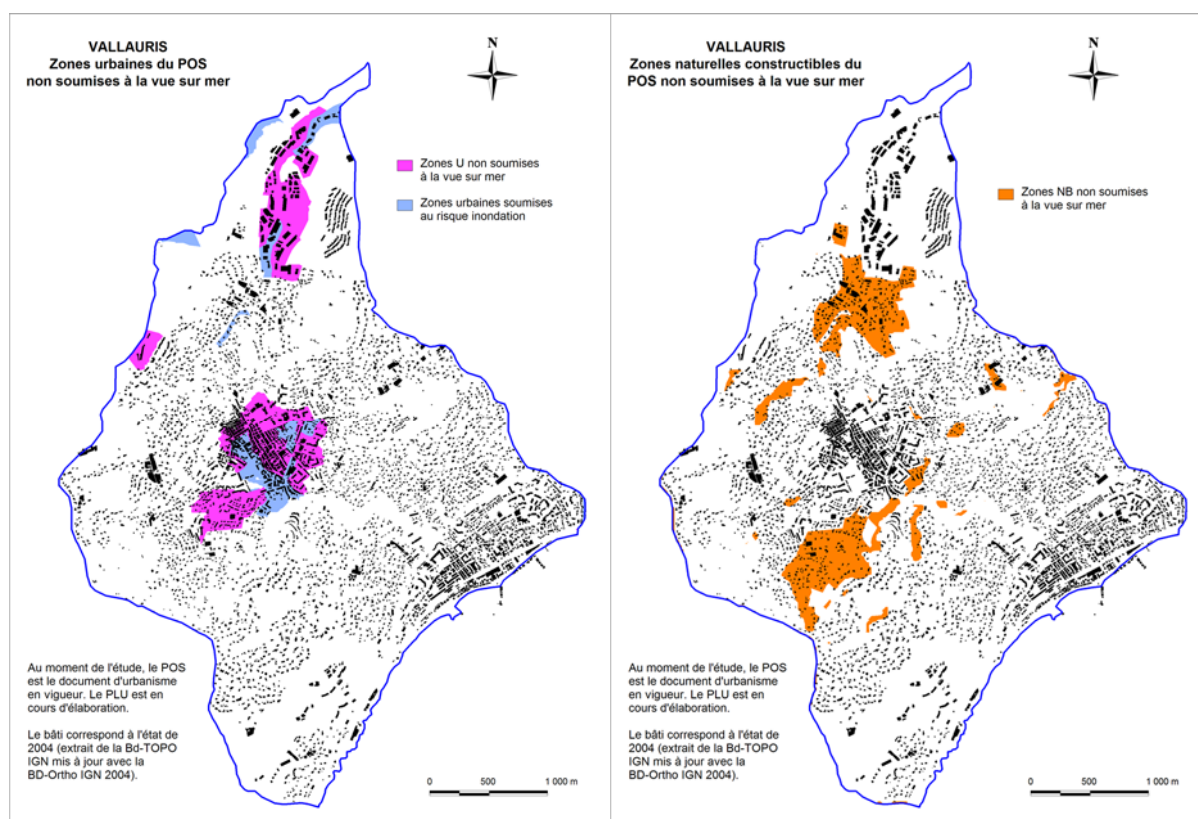 VALLAURIS
Zones urbaines du POS
non soumises à la vue sur mer
N
Zones U non soumises
à la vue sur mer
Zones urbaines soumises
au risque inondation
Au moment de l'étude, le POS
est le document d'urbanisme
en vigueur. Le PLU est en
cours d'élaboration.
Le bâti correspond à l'état de
2004 (extrait de la Bd-TOPO
IGN mis à jour avec la
BD-Ortho IGN 2004).
0 500 1 000 m
VALLAURIS
Zones naturelles constructibles du
POS non soumises à la vue sur mer
N
Zones NB non soumises
à la vue sur mer
Au moment de l'étude, le POS
est le document d'urbanisme
en vigueur. Le PLU est en
cours d'élaboration.
Le bâti correspond à l'état de
2004 (extrait de la Bd-TOPO
IGN mis à jour avec la
BD-Ortho IGN 2004).
0 500 1 000 m